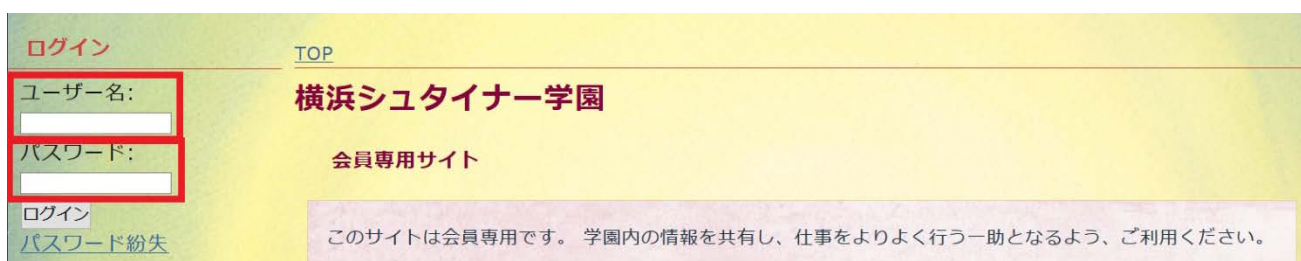 ログイン
ユーザー名:
パスワード:
ログイン
パスワード紛失
TOP
横浜シュタイナー学園
会員専用サイト
このサイトは会員専用です。 学園内の情報を共有し、仕事をよりよく行う一助となるよう、ご利用ください。